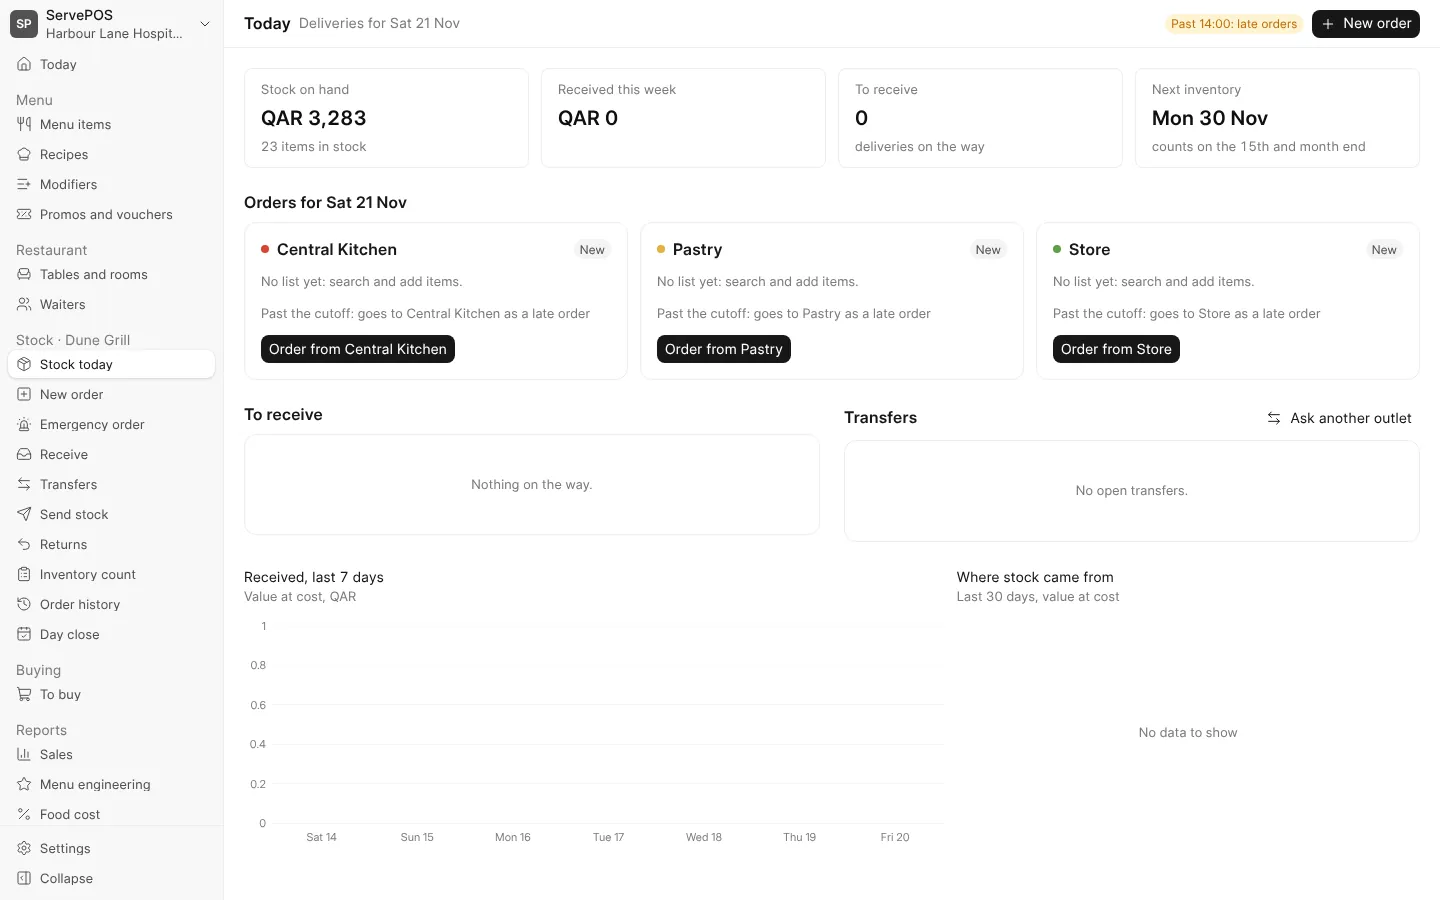 SP
ServePOS
Harbour Lane Hospit...
Today
Menu
Menu items
Recipes
Modifiers
Promos and vouchers
Restaurant
Tables and rooms
Waiters
Stock · Dune Grill
Stock today
New order
Emergency order
Receive
Transfers
Send stock
Returns
Inventory count
Order history
Day close
Buying
To buy
Reports
Sales
Menu engineering
Food cost
Settings
Collapse
Today Deliveries for Sat 21 Nov
Past 14:00: late orders
New order
Stock on hand
QAR 3,283
23 items in stock
Received this week
QAR 0
To receive
0
deliveries on the way
Next inventory
Mon 30 Nov
counts on the 15th and month end
Orders for Sat 21 Nov
Central Kitchen
New
No list yet: search and add items.
Past the cutoff: goes to Central Kitchen as a late order
Order from Central Kitchen
Pastry
New
No list yet: search and add items.
Past the cutoff: goes to Pastry as a late order
Order from Pastry
Store
New
No list yet: search and add items.
Past the cutoff: goes to Store as a late order
Order from Store
To receive
Nothing on the way.
Transfers
Ask another outlet
No open transfers.
Received, last 7 days
Value at cost, QAR
1
0.8
0.6
0.4
0.2
0
Sat 14 Sun 15 Mon 16 Tue 17 Wed 18 Thu 19 Fri 20
Where stock came from
Last 30 days, value at cost
No data to show